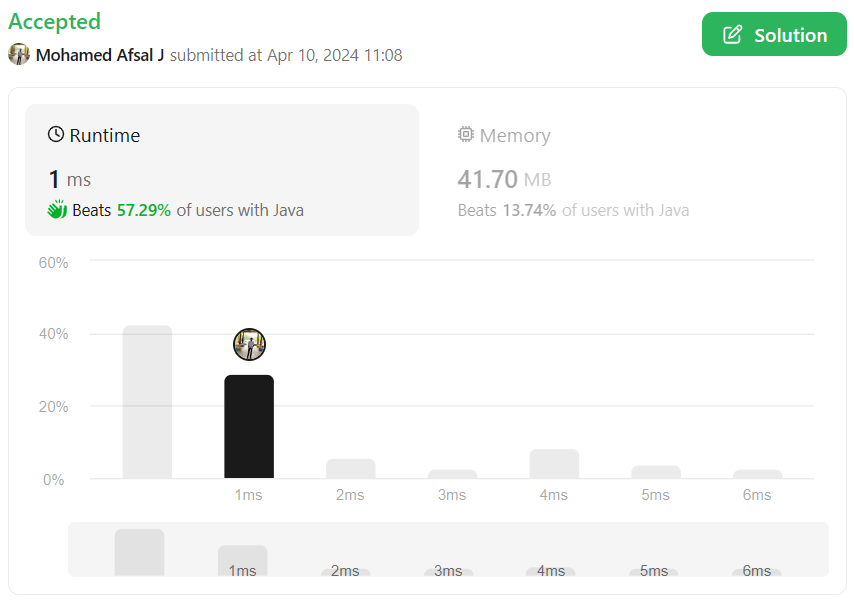 Accepted
Mohamed Afsal J submitted at Apr 10, 2024 11:08
Solution
Runtime
1 ms
Beats 57.29% of users with Java
Memory
41.70 MB
Beats 13.74% of users with Java
60%
40%
20%
0%
1ms 2ms 3ms 4ms 5ms 6ms
1ms 2ms 3ms 4ms 5ms 6ms